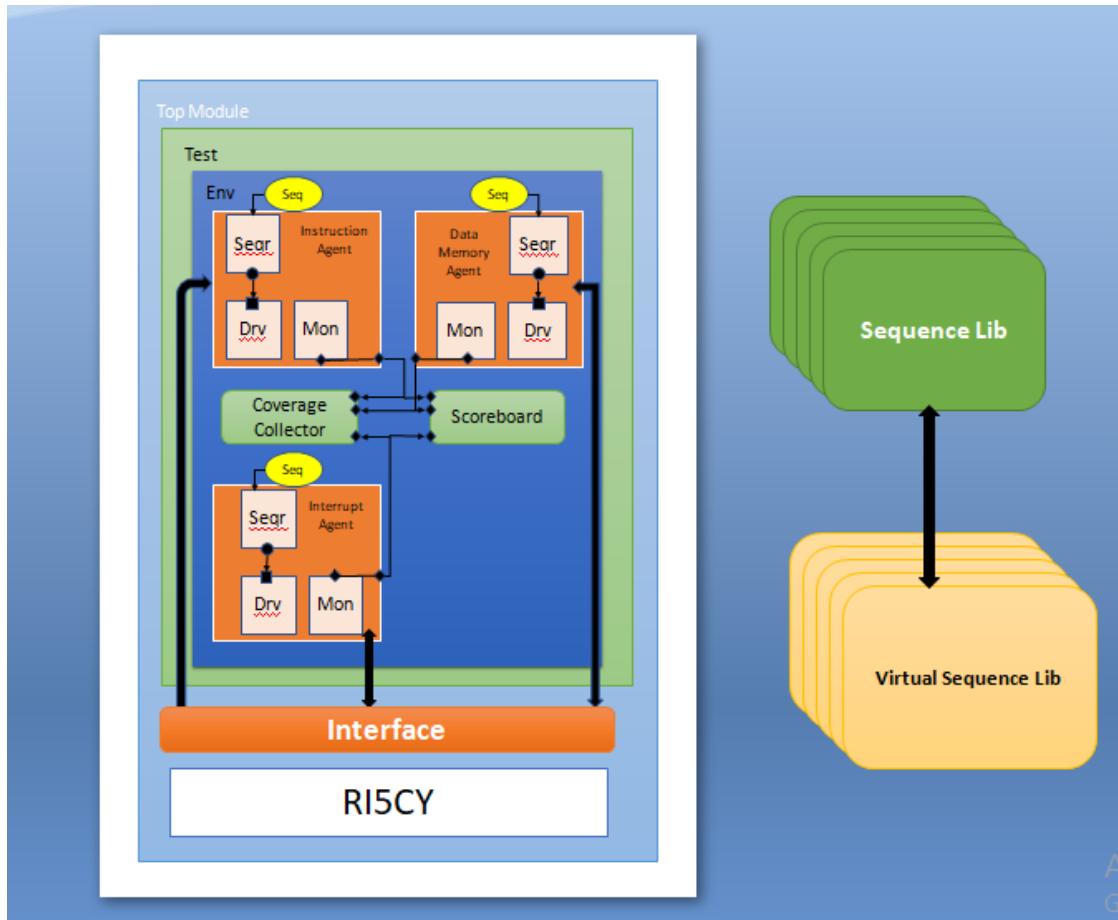 Top Module
Test
Env
Seq
Seqr
Instruction
Agent
Drv
Mon
Seq
Data
Memory
Agent
Seqr
Mon
Drv
Coverage
Collector
Scoreboard
Seq
Seqr
Interrupt
Agent
Drv
Mon
Interface
RI5CY
Sequence Lib
Virtual Sequence Lib